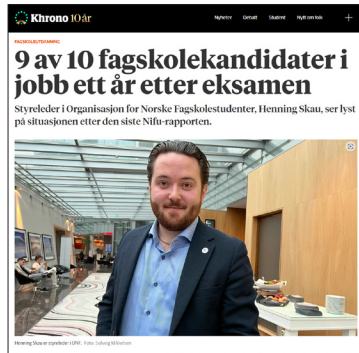 Khrono 10 år
Nyheter Debatt Student Nytt om folk
FAGSKOLEUTDANNING
9 av 10 fagskolekandidater i
jobb ett år etter eksamen
Styreleder i Organisasjon for Norske Fagskolestudenter, Henning Skau, ser lyst
på situasjonen etter den siste Nifu-rapporten.
Henning Skau er styreleder i ONF. Foto: Solveig Mikkelsen